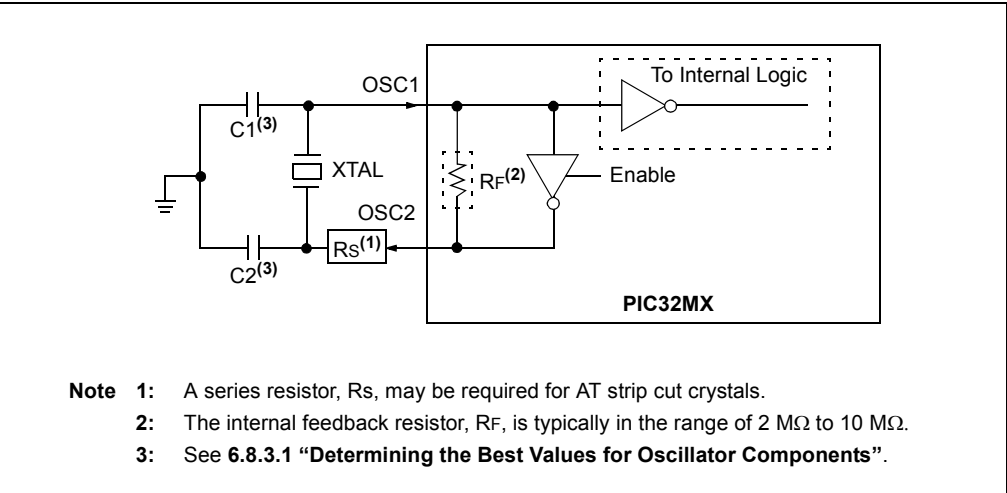 To Internal Logic
OSC1
C1(3)
XTAL
RF(2)
Enable
OSC2
RS(1)
C2(3)
PIC32MX
Note 1: A series resistor, Rs, may be required for AT strip cut crystals.
2: The internal feedback resistor, RF, is typically in the range of 2 MΩ to 10 MΩ.
3: See 6.8.3.1 “Determining the Best Values for Oscillator Components”.